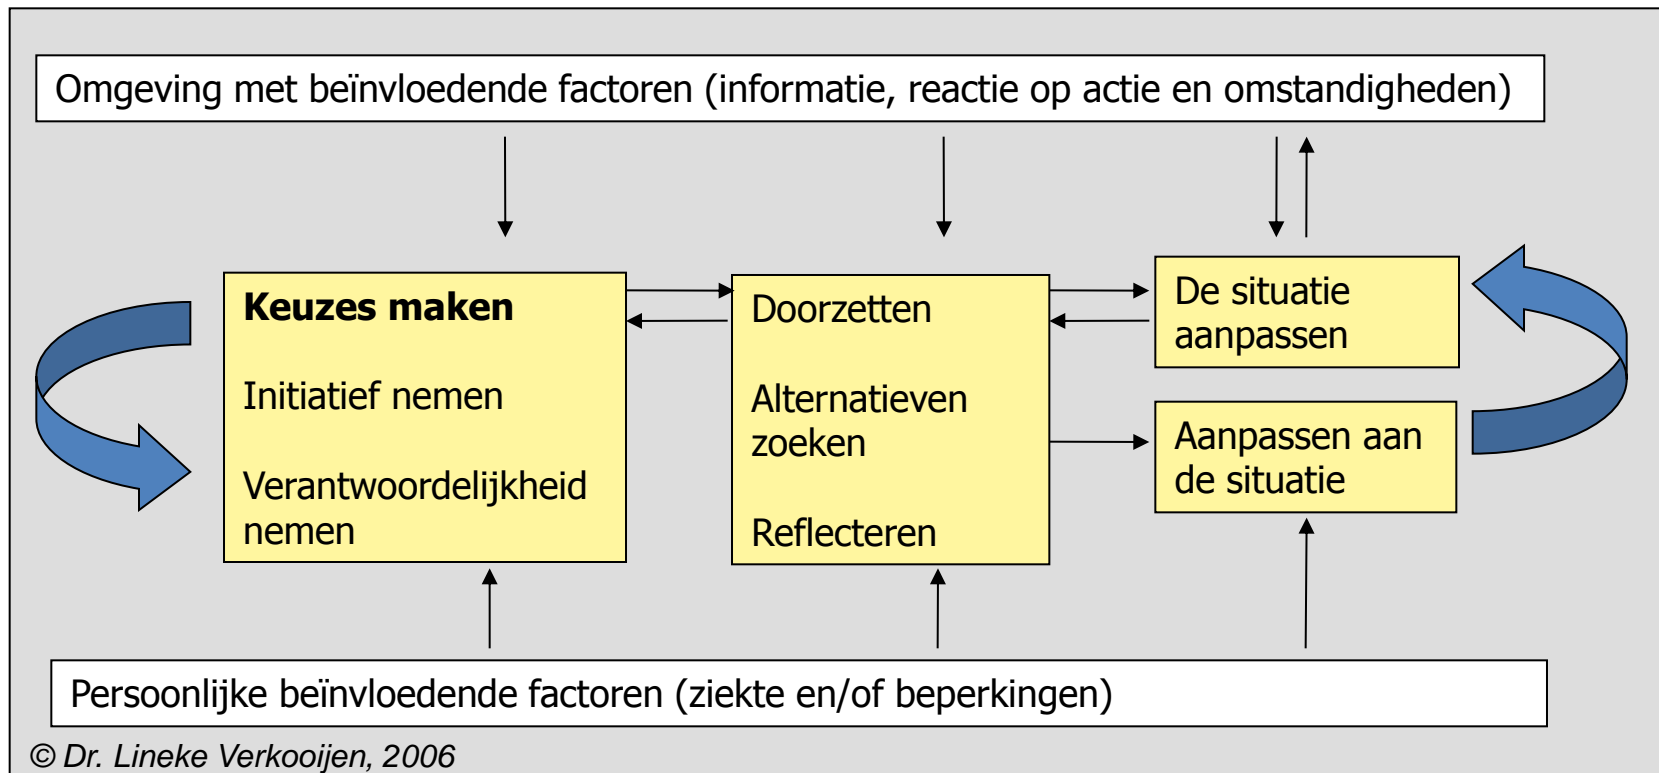 Omgeving met beïnvloedende factoren (informatie, reactie op actie en omstandigheden)
Keuzes maken
Initiatief nemen
Verantwoordelijkheid
nemen
Doorzetten
Alternatieven
zoeken
Reflecteren
De situatie
aanpassen
Aanpassen aan
de situatie
Persoonlijke beïnvloedende factoren (ziekte en/of beperkingen)
© Dr. Lineke Verkooijen, 2006